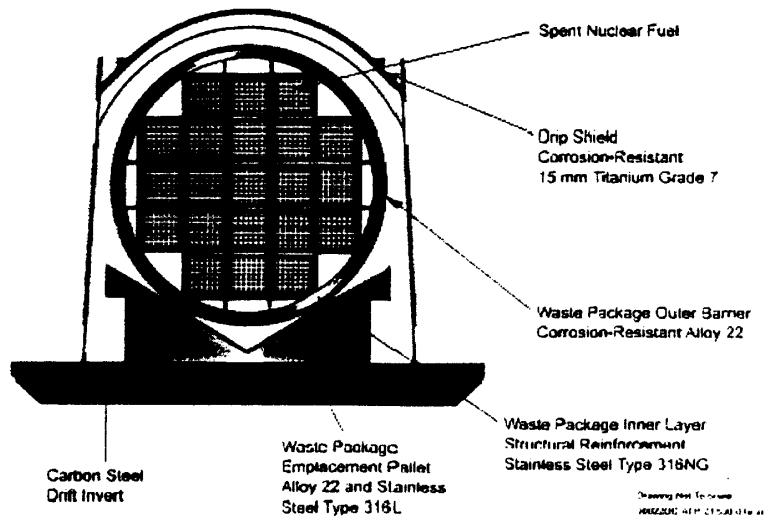 Spent Nuclear Fuel
Drip Shield
Corrosion-Resistant
15 mm Titanium Grade 7
Waste Package Outer Barrier
Corrosion-Resistant Alloy 22
Waste Package Inner Layer
Structural Reinforcement
Stainless Steel Type 316NG
Waste Package
Emplacement Pallet
Alloy 22 and Stainless
Steel Type 316L
Carbon Steel
Drift Invert
Drawing Not To Scale